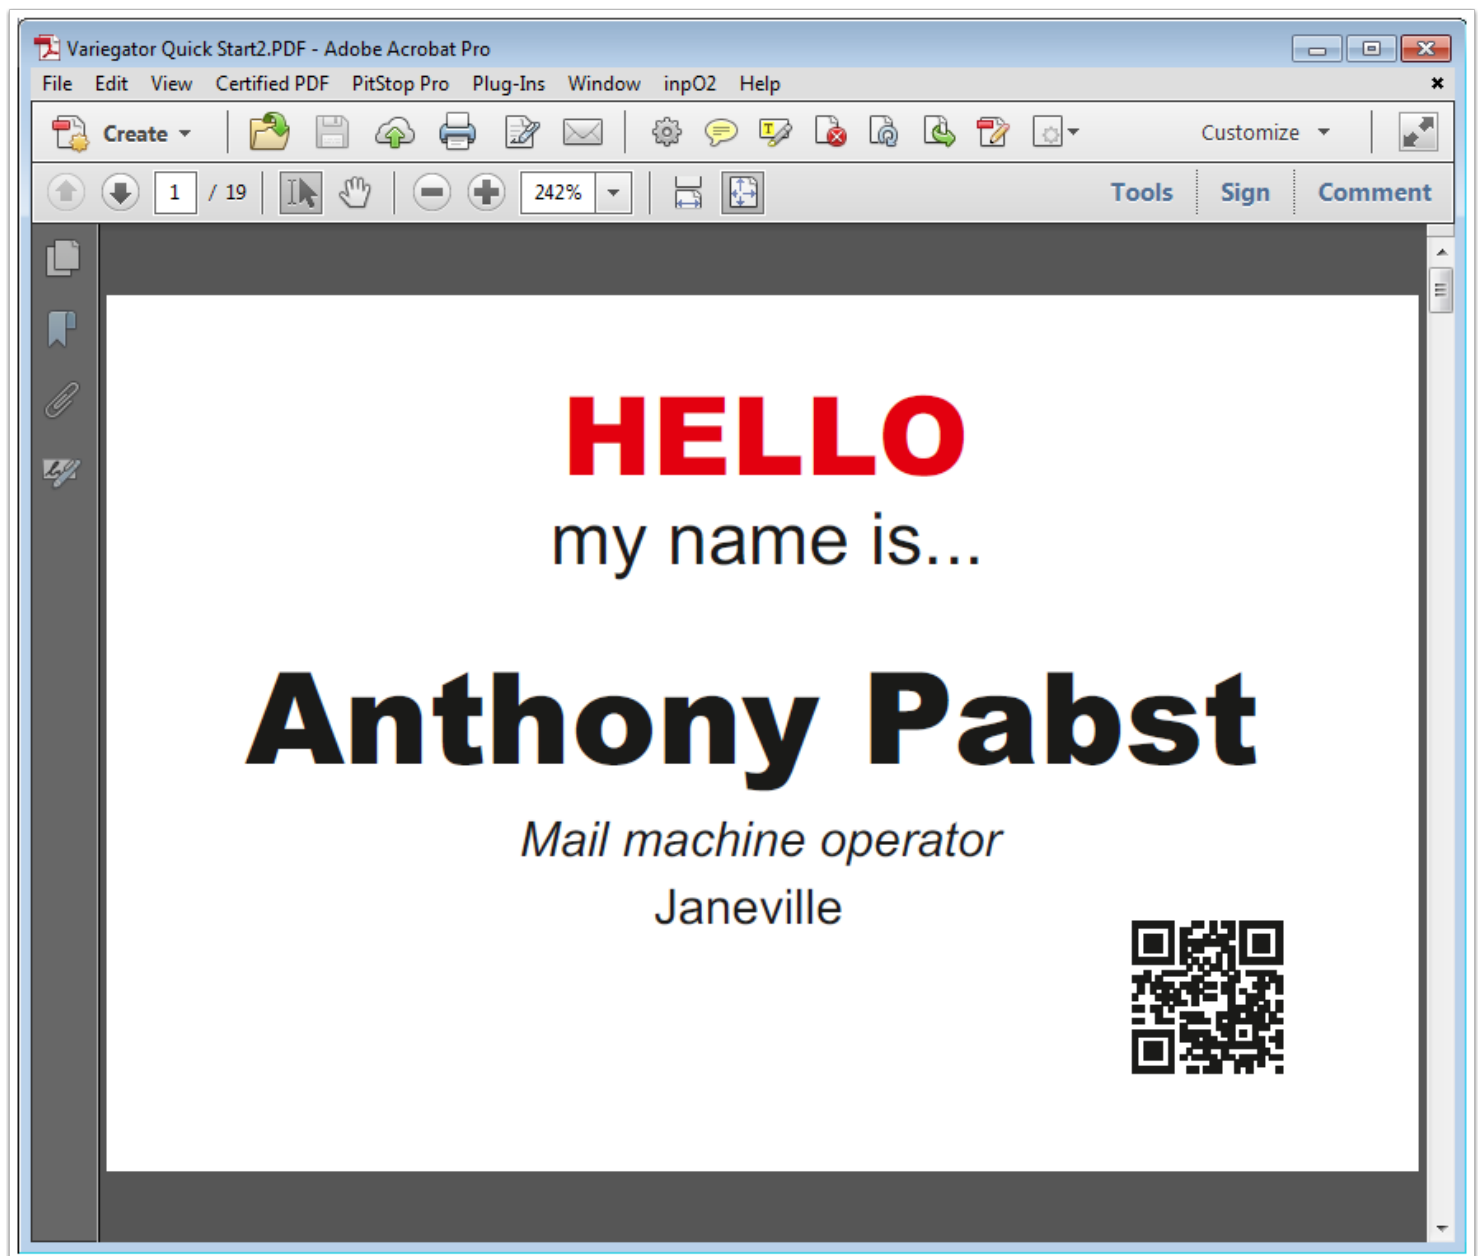 Variegator Quick Start2.PDF - Adobe Acrobat Pro
File Edit View Certified PDF PitStop Pro Plug-Ins Window inpO2 Help
Create Customize
1 / 19 242% Tools Sign Comment
HELLO
my name is...
Anthony Pabst
Mail machine operator
Janeville